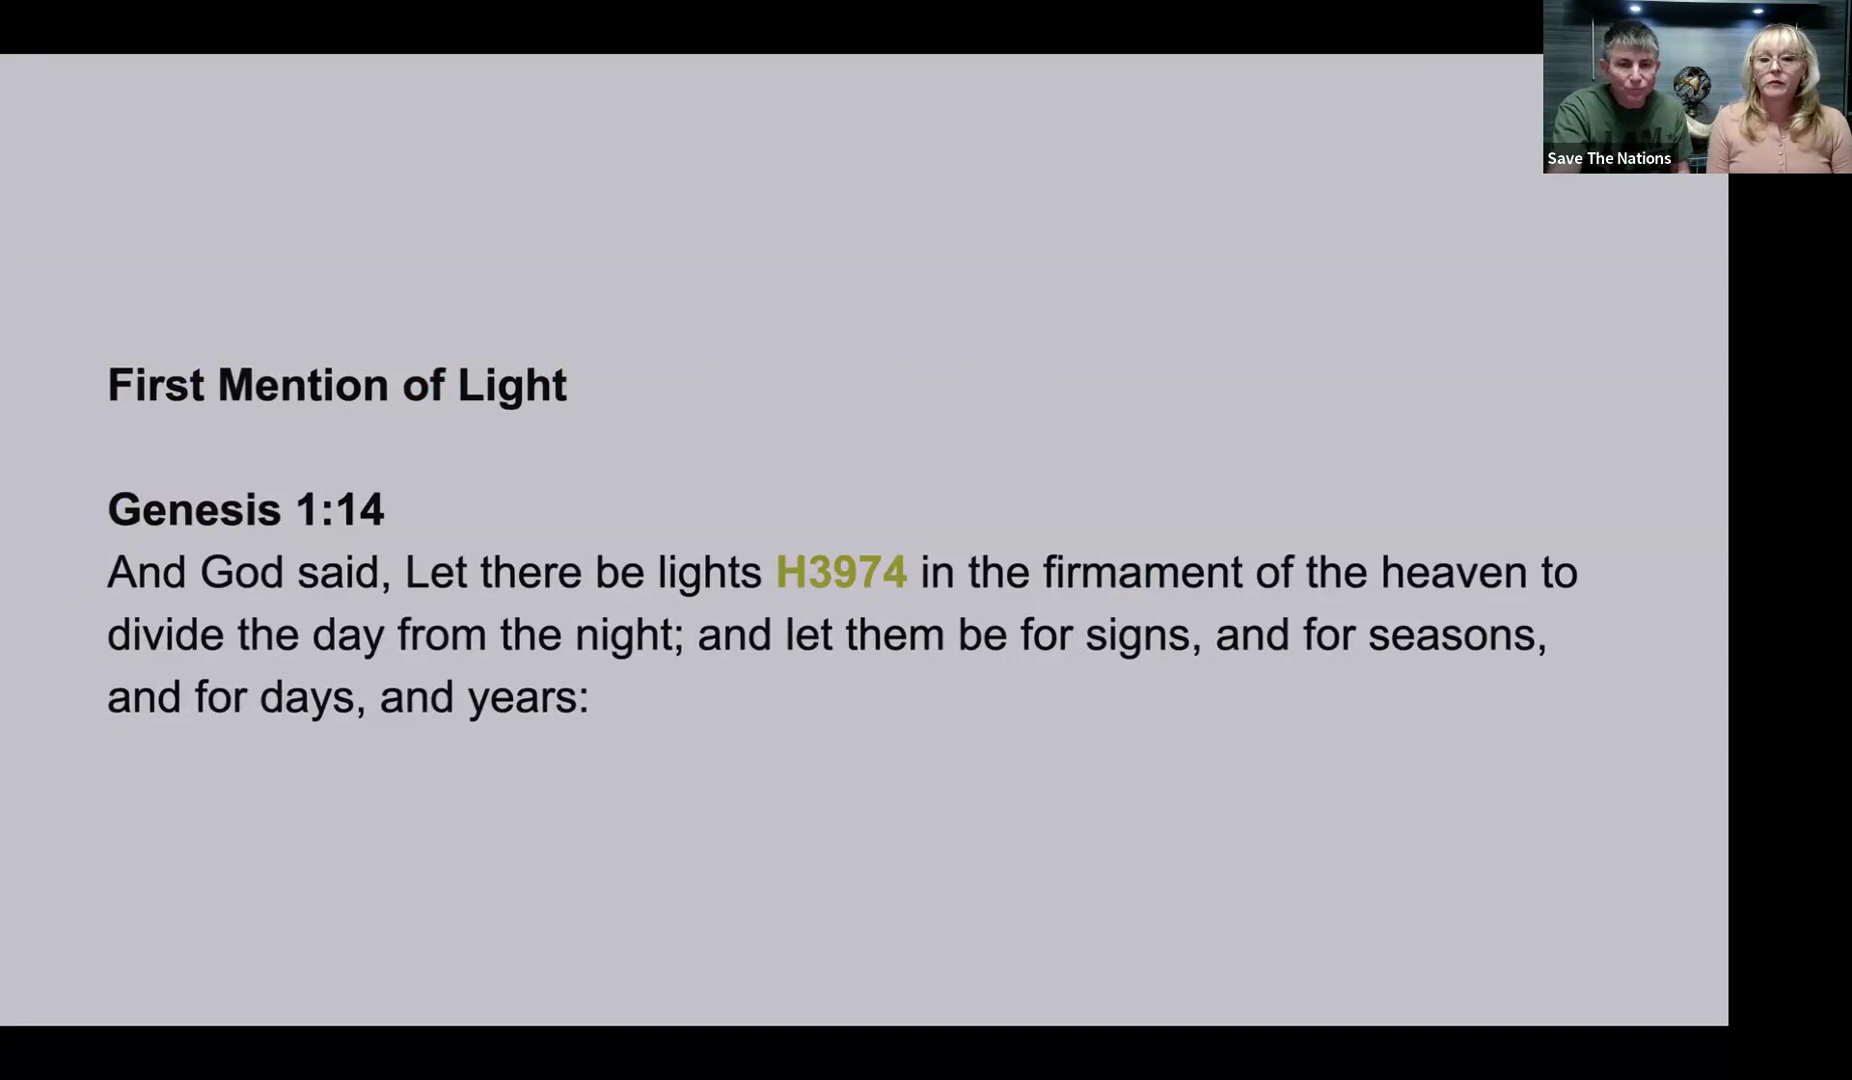 Save The Nations
First Mention of Light
Genesis 1:14
And God said, Let there be lights H3974 in the firmament of the heaven to
divide the day from the night; and let them be for signs, and for seasons,
and for days, and years: